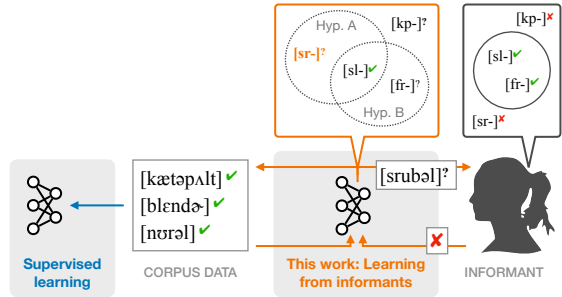 Hyp. A
[kp-]?
[sr-]?
[sl-]✔
[fr-]?
Hyp. B
[kp-]✘
[sl-]✔
[fr-]✔
[sr-]✘
[kætəpʌlt]✔
[blɛndɚ]✔
[nʊrəl]✔
[srubəl]?
✘
Supervised
learning
CORPUS DATA
This work: Learning
from informants
INFORMANT